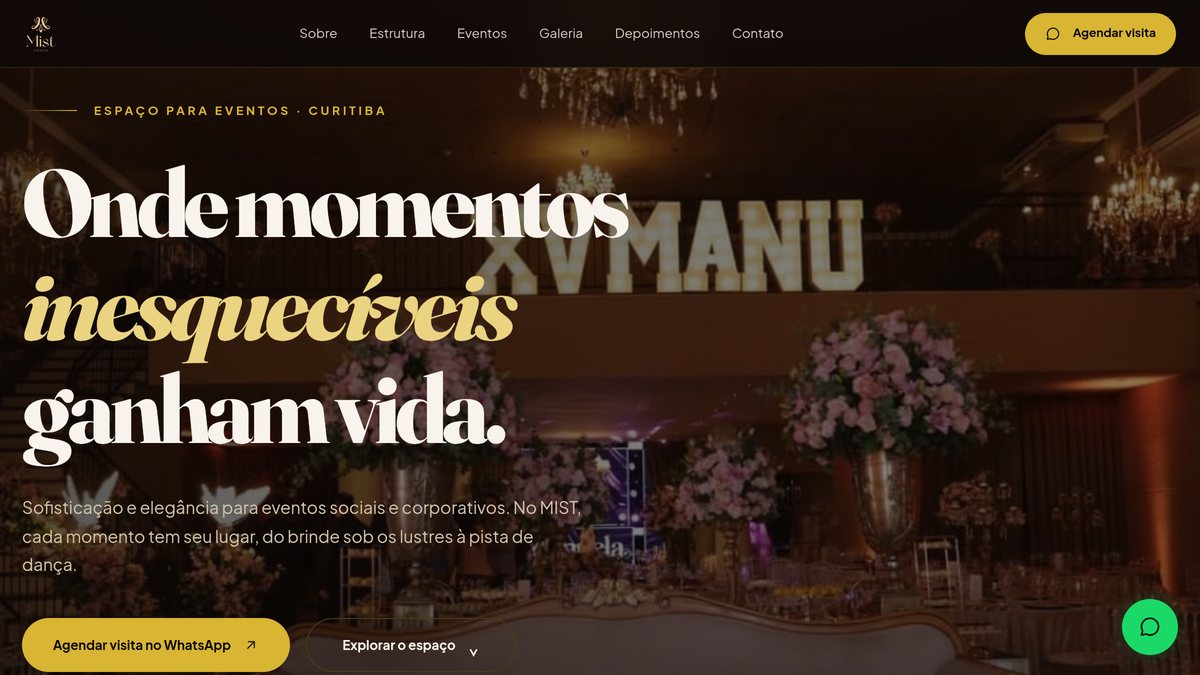 Mist
Sobre
Estrutura
Eventos
Galeria
Depoimentos
Contato
Agendar visita
ESPAÇO PARA EVENTOS · CURITIBA
Onde momentos
inesquecíveis
ganham vida.
XV MANU
Sofisticação e elegância para eventos sociais e corporativos. No MIST,
cada momento tem seu lugar, do brinde sob os lustres à pista de
dança.
Agendar visita no WhatsApp
Explorar o espaço